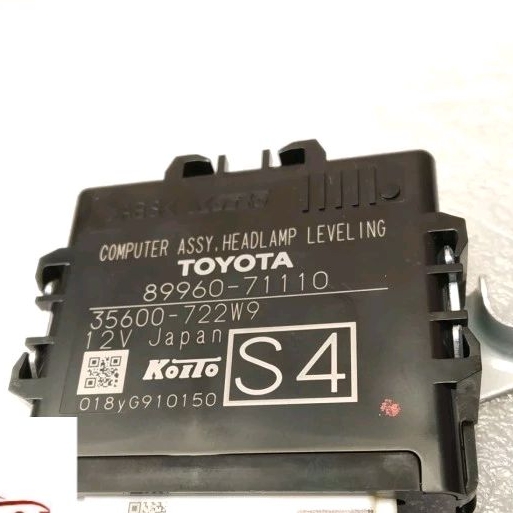 COMPUTER ASSY,HEADLAMP LEVELING
TOYOTA
89960-71110
35600-722W9
12V Japan
KOITO
S4
018yG910150